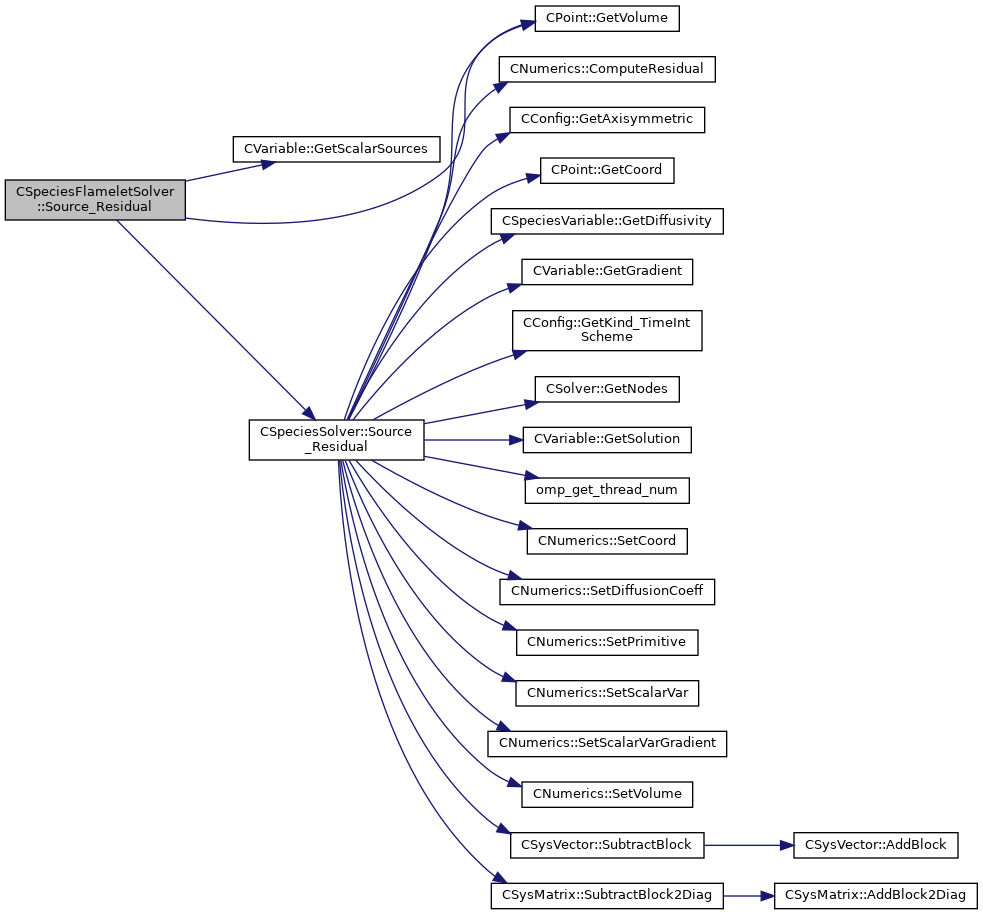 CPoint::GetVolume
CNumerics::ComputeResidual
CConfig::GetAxisymmetric
CVariable::GetScalarSources
CPoint::GetCoord
CSpeciesFlameletSolver
::Source_Residual
CSpeciesVariable::GetDiffusivity
CVariable::GetGradient
CConfig::GetKind_TimeInt
Scheme
CSolver::GetNodes
CSpeciesSolver::Source
_Residual
CVariable::GetSolution
omp_get_thread_num
CNumerics::SetCoord
CNumerics::SetDiffusionCoeff
CNumerics::SetPrimitive
CNumerics::SetScalarVar
CNumerics::SetScalarVarGradient
CNumerics::SetVolume
CSysVector::SubtractBlock
CSysVector::AddBlock
CSysMatrix::SubtractBlock2Diag
CSysMatrix::AddBlock2Diag